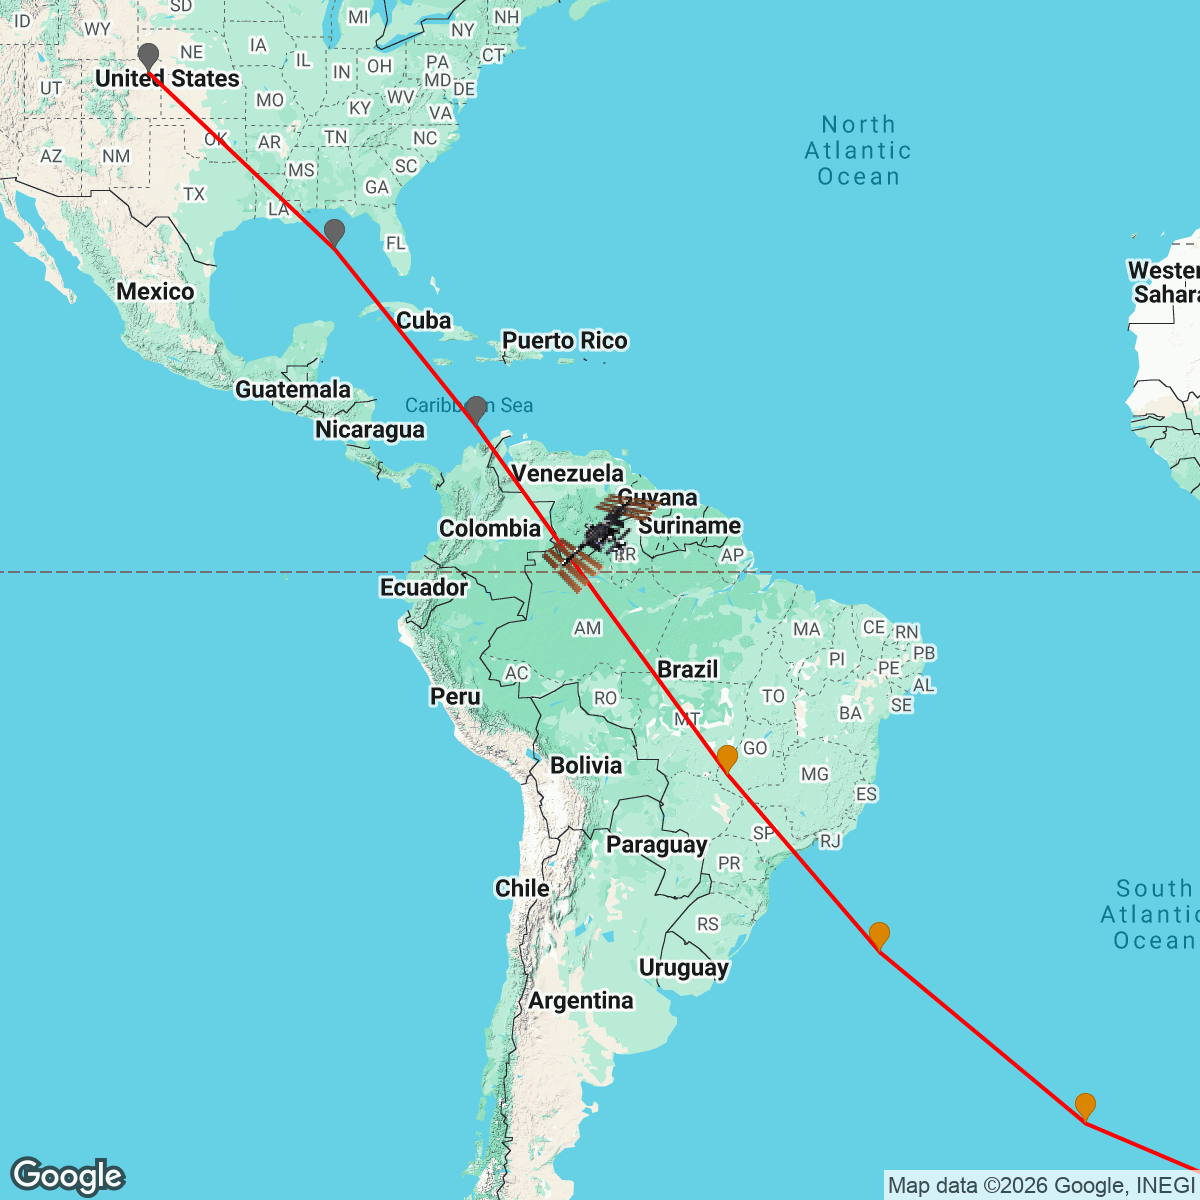 SD
ID
WY
MI
NH
NY
NE
IA
CT
IL
OH
PA
IN
United States
MD
UT
DE
MO
WV
KY
VA
North
Atlantic
Ocean
OK
AR
TN
NC
AZ
NM
MS
SC
TX
GA
LA
FL
Wester
Sahara
Mexico
Cuba
Puerto Rico
Guatemala
Caribbean Sea
Nicaragua
Venezuela
Guyana
Colombia
Suriname
RR
AP
Ecuador
AM
MA
CE
RN
PI
PB
Brazil
PE
AC
AL
Peru
RO
TO
SE
MT
BA
GO
Bolivia
MG
ES
SP
RJ
Paraguay
PR
Chile
South
Atlantic
Ocean
RS
Uruguay
Argentina
Google
Map data ©2026 Google, INEGI